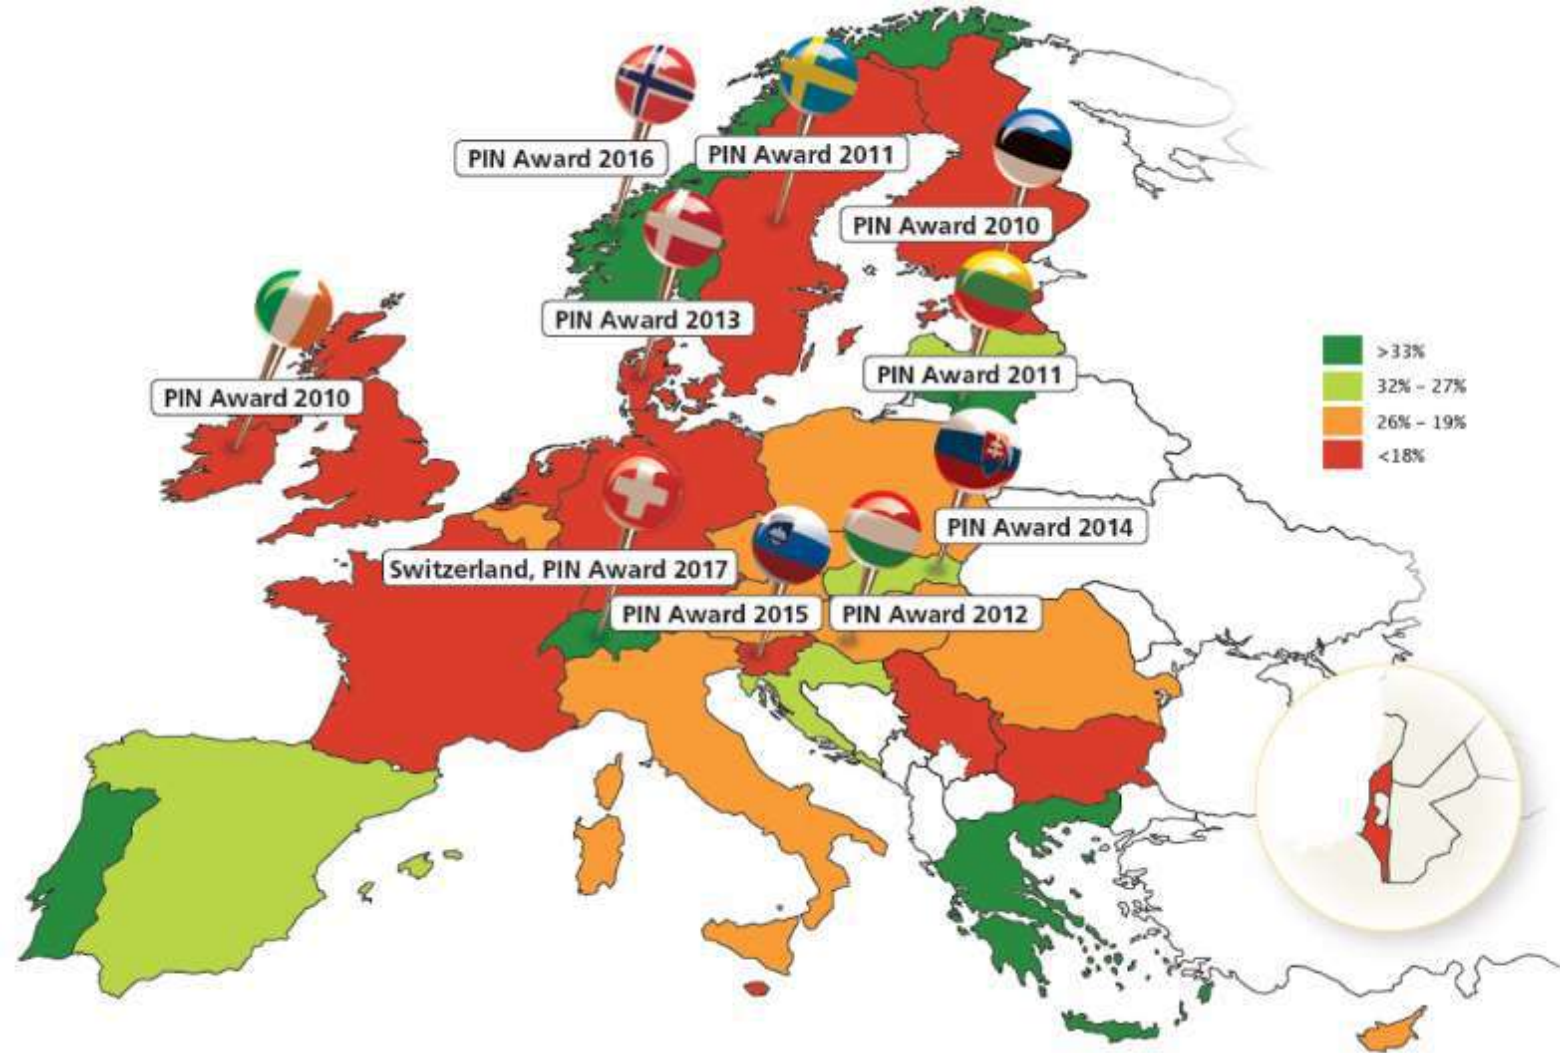 PIN Award 2016
PIN Award 2011
PIN Award 2010
PIN Award 2013
PIN Award 2011
PIN Award 2010
PIN Award 2014
Switzerland, PIN Award 2017
PIN Award 2015
PIN Award 2012
>33%
32% – 27%
26% – 19%
<18%